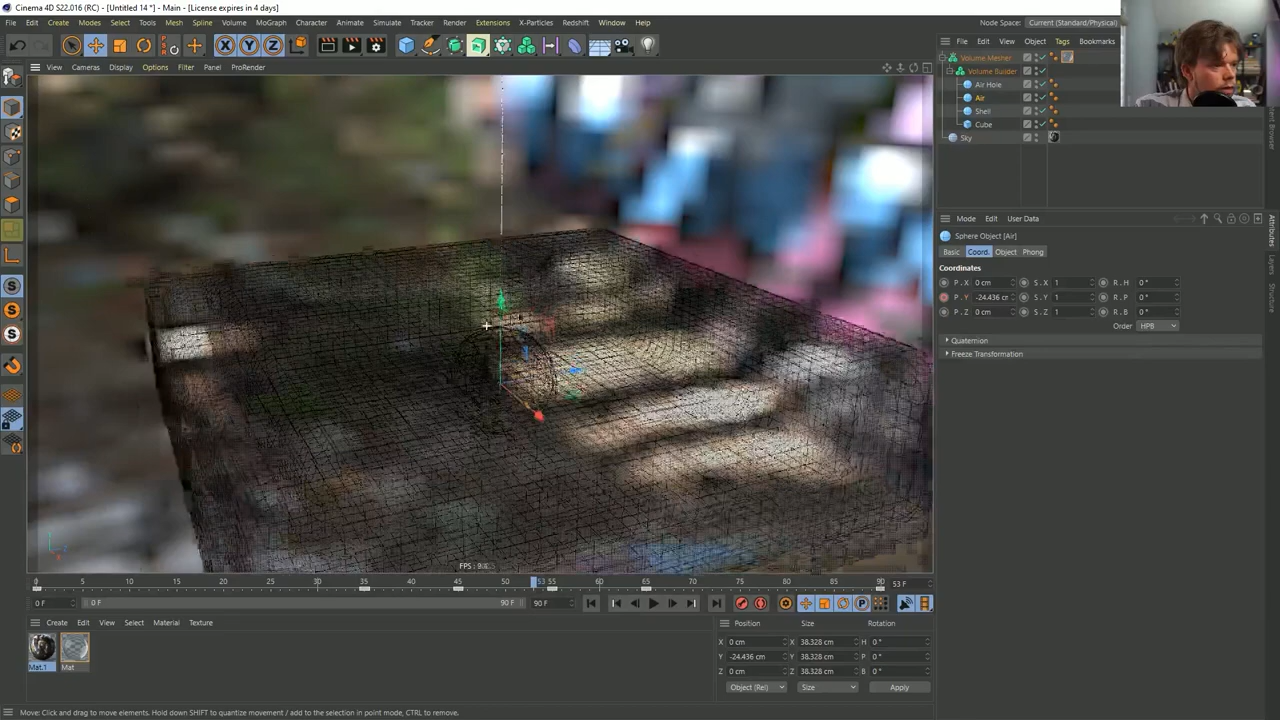 Cinema 4D S22.016 (RC) - [Untitled 14 *] - Main - [License expires in 4 days]
File Edit Create Modes Select Tools Mesh Spline Volume MoGraph Character Animate Simulate Tracker Render Extensions X-Particles Redshift Window Help
Node Space: Current (Standard/Physical)
File Edit View Object Tags Bookmarks
View Cameras Display Options Filter Panel ProRender
Volume Mesher
Volume Builder
Air Hole
Air
Shell
Cube
Sky
Mode Edit User Data
Sphere Object [Air]
Basic Coord. Object Phong
Coordinates
P . X 0 cm S . X 1 R . H 0 °
P . Y -24.436 cm S . Y 1 R . P 0 °
P . Z 0 cm S . Z 1 R . B 0 °
Order HPB
Quaternion
Freeze Transformation
Attributes
Layers
Structure
0 5 10 15 20 25 30 35 40 45 50 53 55 60 65 70 75 80 85 90 53 F
0 F 0 F 90 F 90 F
Create Edit View Select Material Texture
Mat.1 Mat
Position Size Rotation
X 0 cm X 38.328 cm H 0 °
Y -24.436 cm Y 38.328 cm P 0 °
Z 0 cm Z 38.328 cm B 0 °
Object (Rel) Size Apply
Move: Click and drag to move elements. Hold down SHIFT to quantize movement / add to the selection in point mode, CTRL to remove.